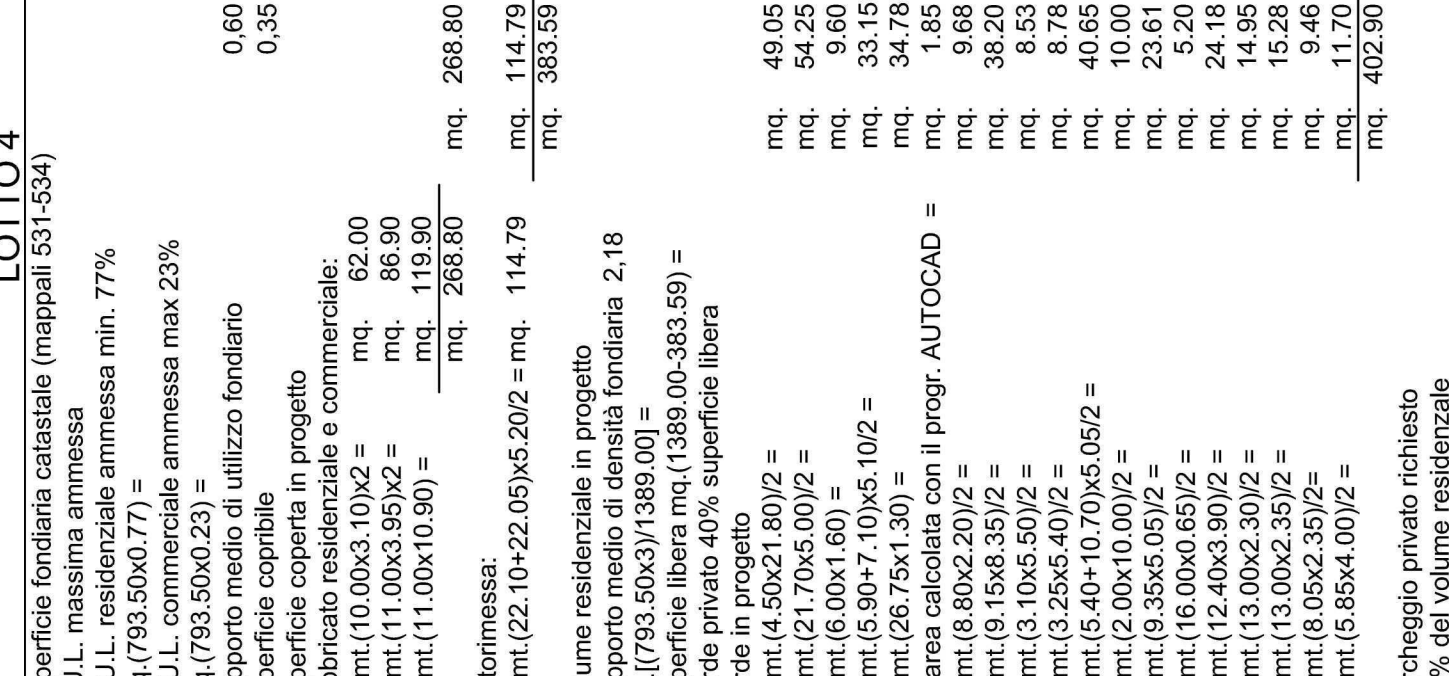 LOTTO 4
perficie fondiaria catastale (mappali 531-534)
U.L. massima ammessa
U.L. residenziale ammessa min. 77%
q.(793.50x0.77) =
U.L. commerciale ammessa max 23%
q.(793.50x0.23) =
pporto medio di utilizzo fondiario 0,60
perficie copribile 0,35
perficie coperta in progetto
bbricato residenziale e commerciale:
mt.(10.00x3.10)x2 = mq. 62.00
mt.(11.00x3.95)x2 = mq. 86.90
mt.(11.00x10.90) = mq. 119.90
mq. 268.80 mq. 268.80
torimessa:
mt.(22.10+22.05)x5.20/2 = mq. 114.79 mq. 114.79
mq. 383.59
ume residenziale in progetto
pporto medio di densità fondiaria 2,18
.[(793.50x3)/1389.00] =
perficie libera mq.(1389.00-383.59) =
rde privato 40% superficie libera
rde in progetto
mt.(4.50x21.80)/2 = mq. 49.05
mt.(21.70x5.00)/2 = mq. 54.25
mt.(6.00x1.60) = mq. 9.60
mt.(5.90+7.10)x5.10/2 = mq. 33.15
mt.(26.75x1.30) = mq. 34.78
area calcolata con il progr. AUTOCAD = mq. 1.85
mt.(8.80x2.20)/2 = mq. 9.68
mt.(9.15x8.35)/2 = mq. 38.20
mt.(3.10x5.50)/2 = mq. 8.53
mt.(3.25x5.40)/2 = mq. 8.78
mt.(5.40+10.70)x5.05/2 = mq. 40.65
mt.(2.00x10.00)/2 = mq. 10.00
mt.(9.35x5.05)/2 = mq. 23.61
mt.(16.00x0.65)/2 = mq. 5.20
mt.(12.40x3.90)/2 = mq. 24.18
mt.(13.00x2.30)/2 = mq. 14.95
mt.(13.00x2.35)/2 = mq. 15.28
mt.(8.05x2.35)/2= mq. 9.46
mt.(5.85x4.00)/2 = mq. 11.70
mq. 402.90
rcheggio privato richiesto
% del volume residenzale